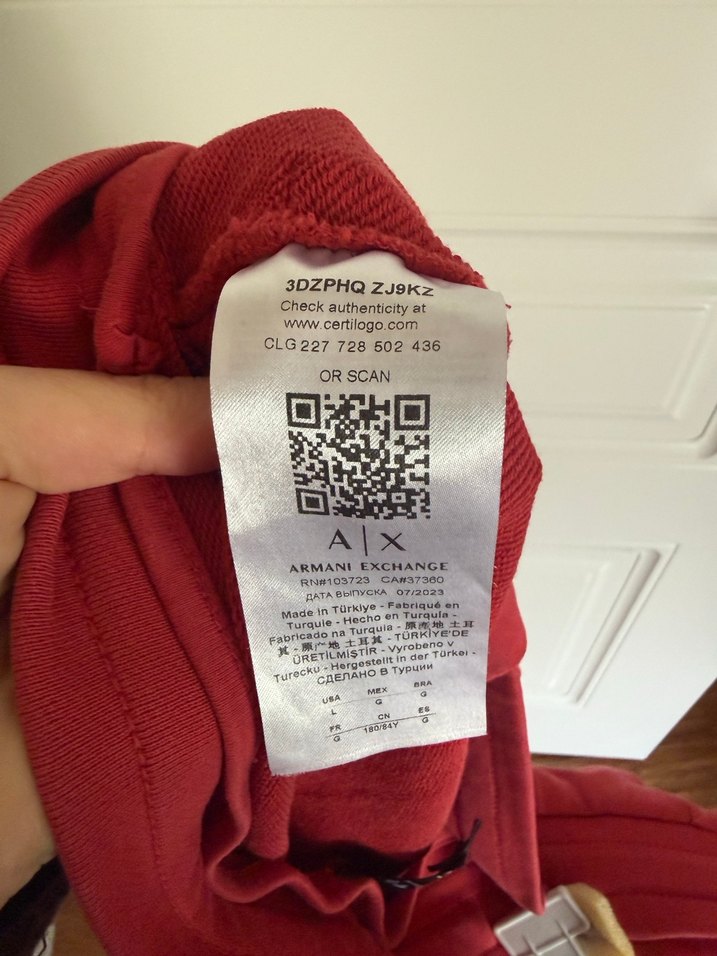 3DZPHQ ZJ9KZ
Check authenticity at
www.certilogo.com
CLG 227 728 502 436
OR SCAN
A|X
ARMANI EXCHANGE
RN#103723 CA#37360
ДАТА ВЫПУСКА 07/2023
Made in Türkiye - Fabriqué en
Turquie - Hecho en Turquía -
Fabricado na Turquia - 原産地 土耳
其 - 原产地 土耳其 - TÜRKİYE'DE
ÜRETİLMİŞTİR - Vyrobeno v
Turecku - Hergestellt in der Türkei -
СДЕЛАНО В Турции
USA MEX BRA
L G G
FR CN ES
G 180/84Y G